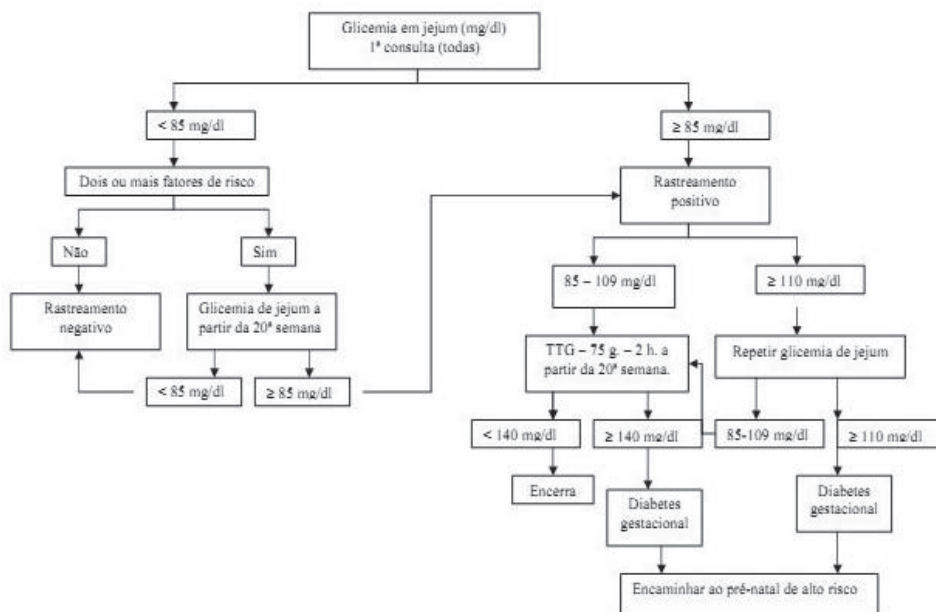 Glicemia em jejum (mg/dl)
1ª consulta (todas)
< 85 mg/dl
≥ 85 mg/dl
Dois ou mais fatores de risco
Rastreamento
positivo
Não
Sim
85 – 109 mg/dl
≥ 110 mg/dl
Rastreamento
negativo
Glicemia de jejum a
partir da 20ª semana
TTG – 75 g. – 2 h. a
partir da 20ª semana.
Repetir glicemia de jejum
< 85 mg/dl
≥ 85 mg/dl
< 140 mg/dl
≥ 140 mg/dl
85-109 mg/dl
≥ 110 mg/dl
Encerra
Diabetes
gestacional
Diabetes
gestacional
Encaminhar ao pré-natal de alto risco